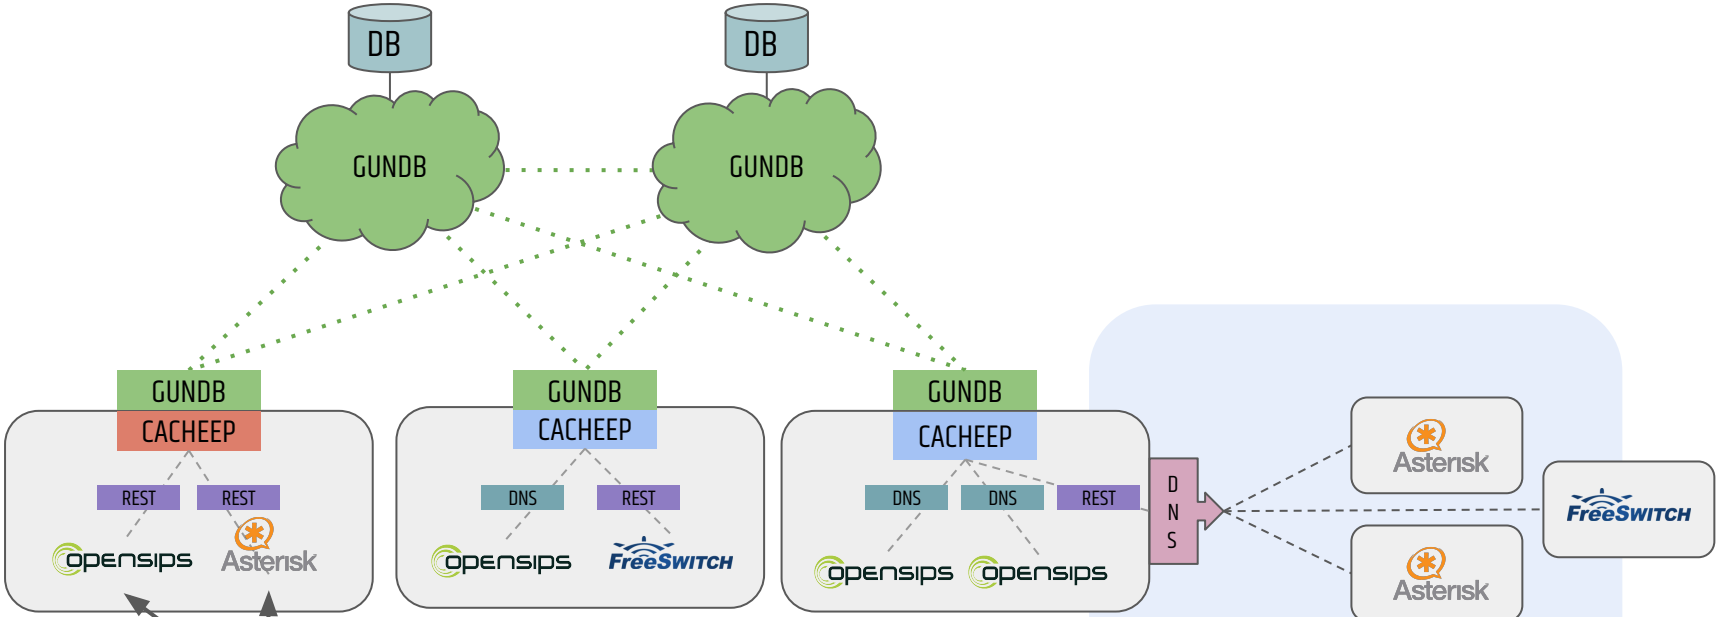 DB
DB
GUNDB
GUNDB
GUNDB
CACHEEP
REST
REST
opensips
Asterisk
GUNDB
CACHEEP
DNS
REST
opensips
FreeSWITCH
GUNDB
CACHEEP
DNS
DNS
REST
opensips
opensips
D
N
S
Asterisk
FreeSWITCH
Asterisk